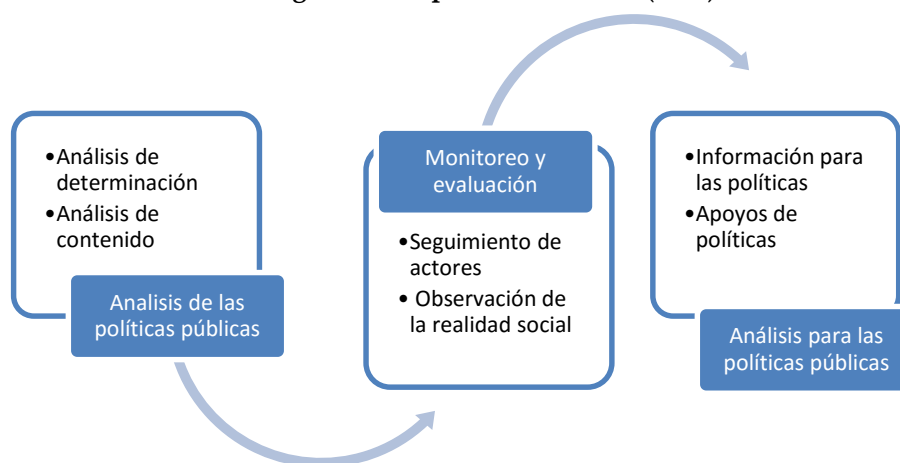 •Análisis de
determinación
•Análisis de
contenido
Analisis de las
políticas públicas
Monitoreo y
evaluación
•Seguimiento de
actores
• Observación de
la realidad social
•Información para
las políticas
•Apoyos de
políticas
Análisis para las
políticas públicas